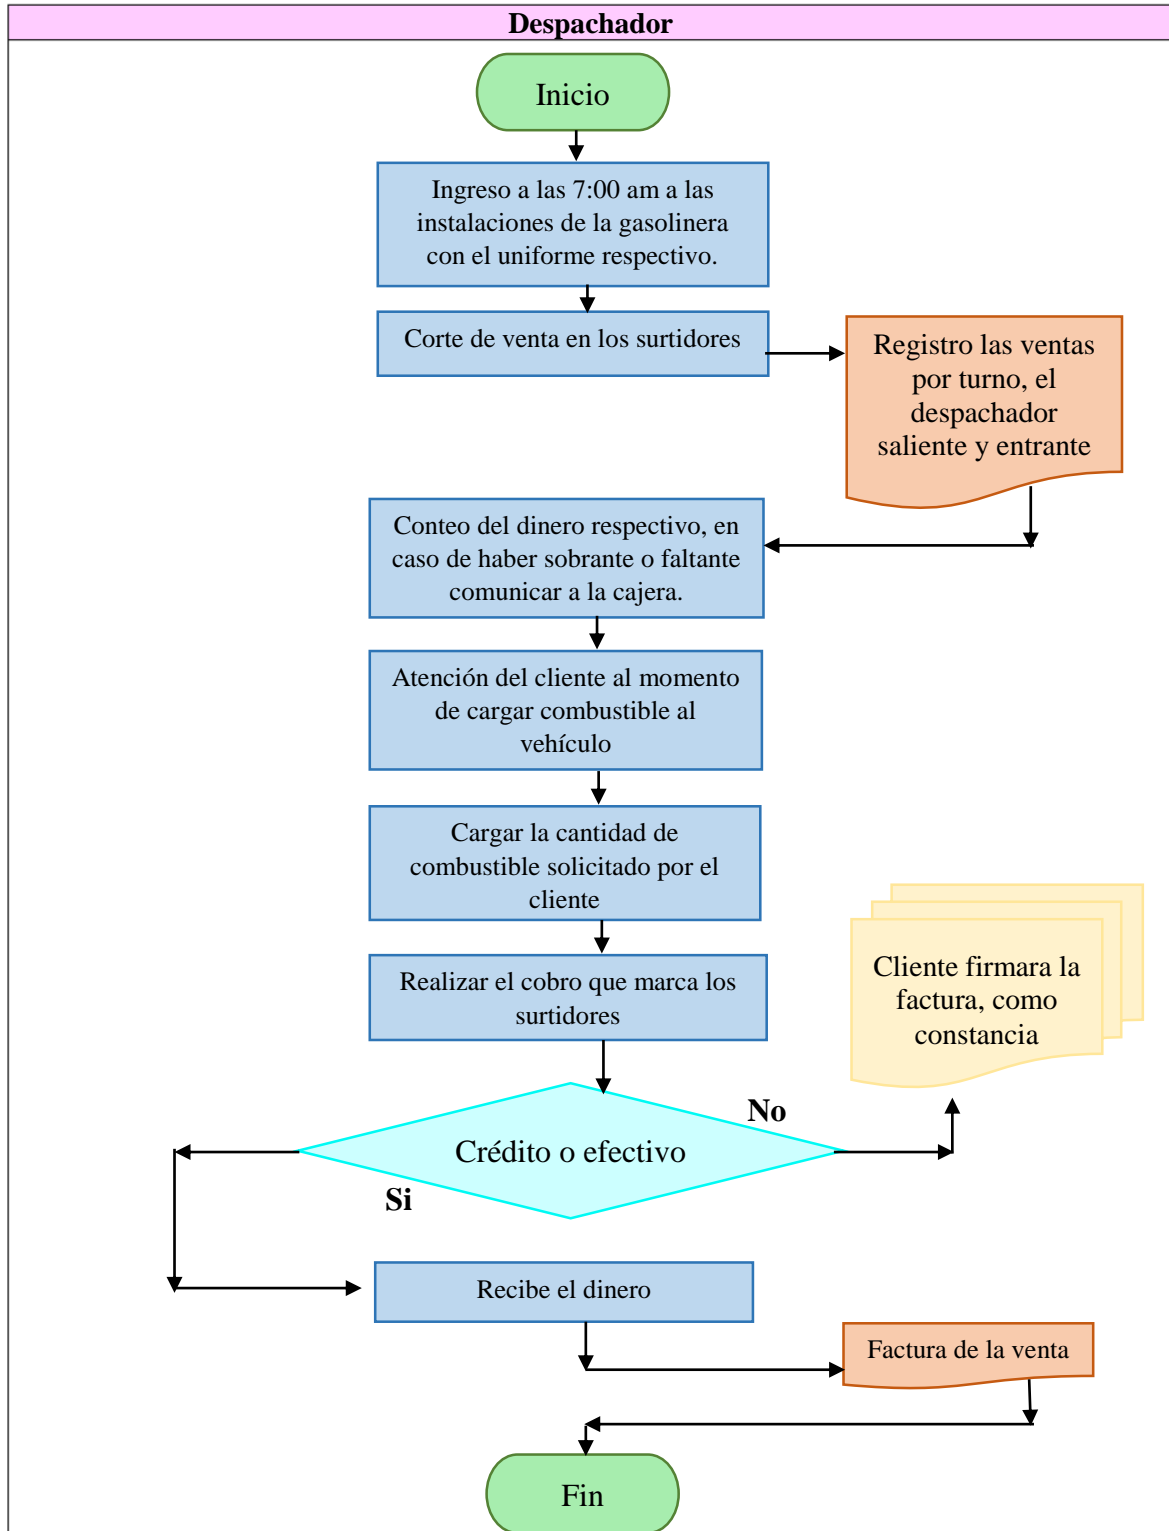 Despachador
Inicio
Ingreso a las 7:00 am a las
instalaciones de la gasolinera
con el uniforme respectivo.
Corte de venta en los surtidores
Registro las ventas
por turno, el
despachador
saliente y entrante
Conteo del dinero respectivo, en
caso de haber sobrante o faltante
comunicar a la cajera.
Atención del cliente al momento
de cargar combustible al
vehículo
Cargar la cantidad de
combustible solicitado por el
cliente
Realizar el cobro que marca los
surtidores
Cliente firmara la
factura, como
constancia
No
Crédito o efectivo
Si
Recibe el dinero
Factura de la venta
Fin